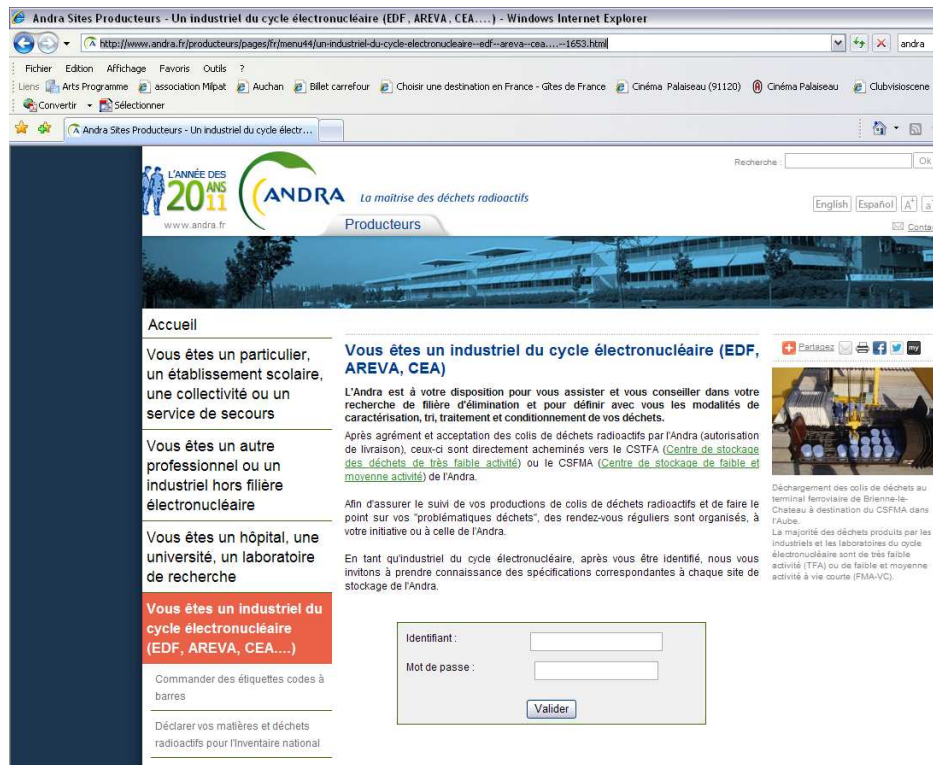 Andra Sites Producteurs - Un industriel du cycle électronucléaire (EDF, AREVA, CEA....) - Windows Internet Explorer
http://www.andra.fr/producteurs/pages/fr/menu44/un-industriel-du-cycle-electronucleaire--edf--areva--cea....--1653.html
andra
Fichier Edition Affichage Favoris Outils ?
Liens Arts Programme association Milpat Auchan Billet carrefour Choisir une destination en France - Gîtes de France Cinéma Palaiseau (91120) Cinéma Palaiseau Clubvisioscene
Convertir Sélectionner
Andra Sites Producteurs - Un industriel du cycle électr...
L'ANNÉE DES
20 ANS
2011
www.andra.fr
ANDRA
La maîtrise des déchets radioactifs
Recherche :
Ok
English Español A+ a
Producteurs
Conta
Accueil
Vous êtes un particulier,
un établissement scolaire,
une collectivité ou un
service de secours
Vous êtes un autre
professionnel ou un
industriel hors filière
électronucléaire
Vous êtes un hôpital, une
université, un laboratoire
de recherche
Vous êtes un industriel du
cycle électronucléaire
(EDF, AREVA, CEA....)
Commander des étiquettes codes à
barres
Déclarer vos matières et déchets
radioactifs pour l'Inventaire national
Vous êtes un industriel du cycle électronucléaire (EDF,
AREVA, CEA)
L'Andra est à votre disposition pour vous assister et vous conseiller dans votre
recherche de filière d'élimination et pour définir avec vous les modalités de
caractérisation, tri, traitement et conditionnement de vos déchets.
Après agrément et acceptation des colis de déchets radioactifs par l'Andra (autorisation
de livraison), ceux-ci sont directement acheminés vers le CSTFA (Centre de stockage
des déchets de très faible activité) ou le CSFMA (Centre de stockage de faible et
moyenne activité) de l'Andra.
Afin d'assurer le suivi de vos productions de colis de déchets radioactifs et de faire le
point sur vos "problématiques déchets", des rendez-vous réguliers sont organisés, à
votre initiative ou à celle de l'Andra.
En tant qu'industriel du cycle électronucléaire, après vous être identifié, nous vous
invitons à prendre connaissance des spécifications correspondantes à chaque site de
stockage de l'Andra.
Identifiant :
Mot de passe :
Valider
Partagez
my
Déchargement des colis de déchets au
terminal ferroviaire de Brienne-le-
Chateau à destination du CSFMA dans
l'Aube.
La majorité des déchets produits par les
industriels et les laboratoires du cycle
électronucléaire sont de très faible
activité (TFA) ou de faible et moyenne
activité à vie courte (FMA-VC).